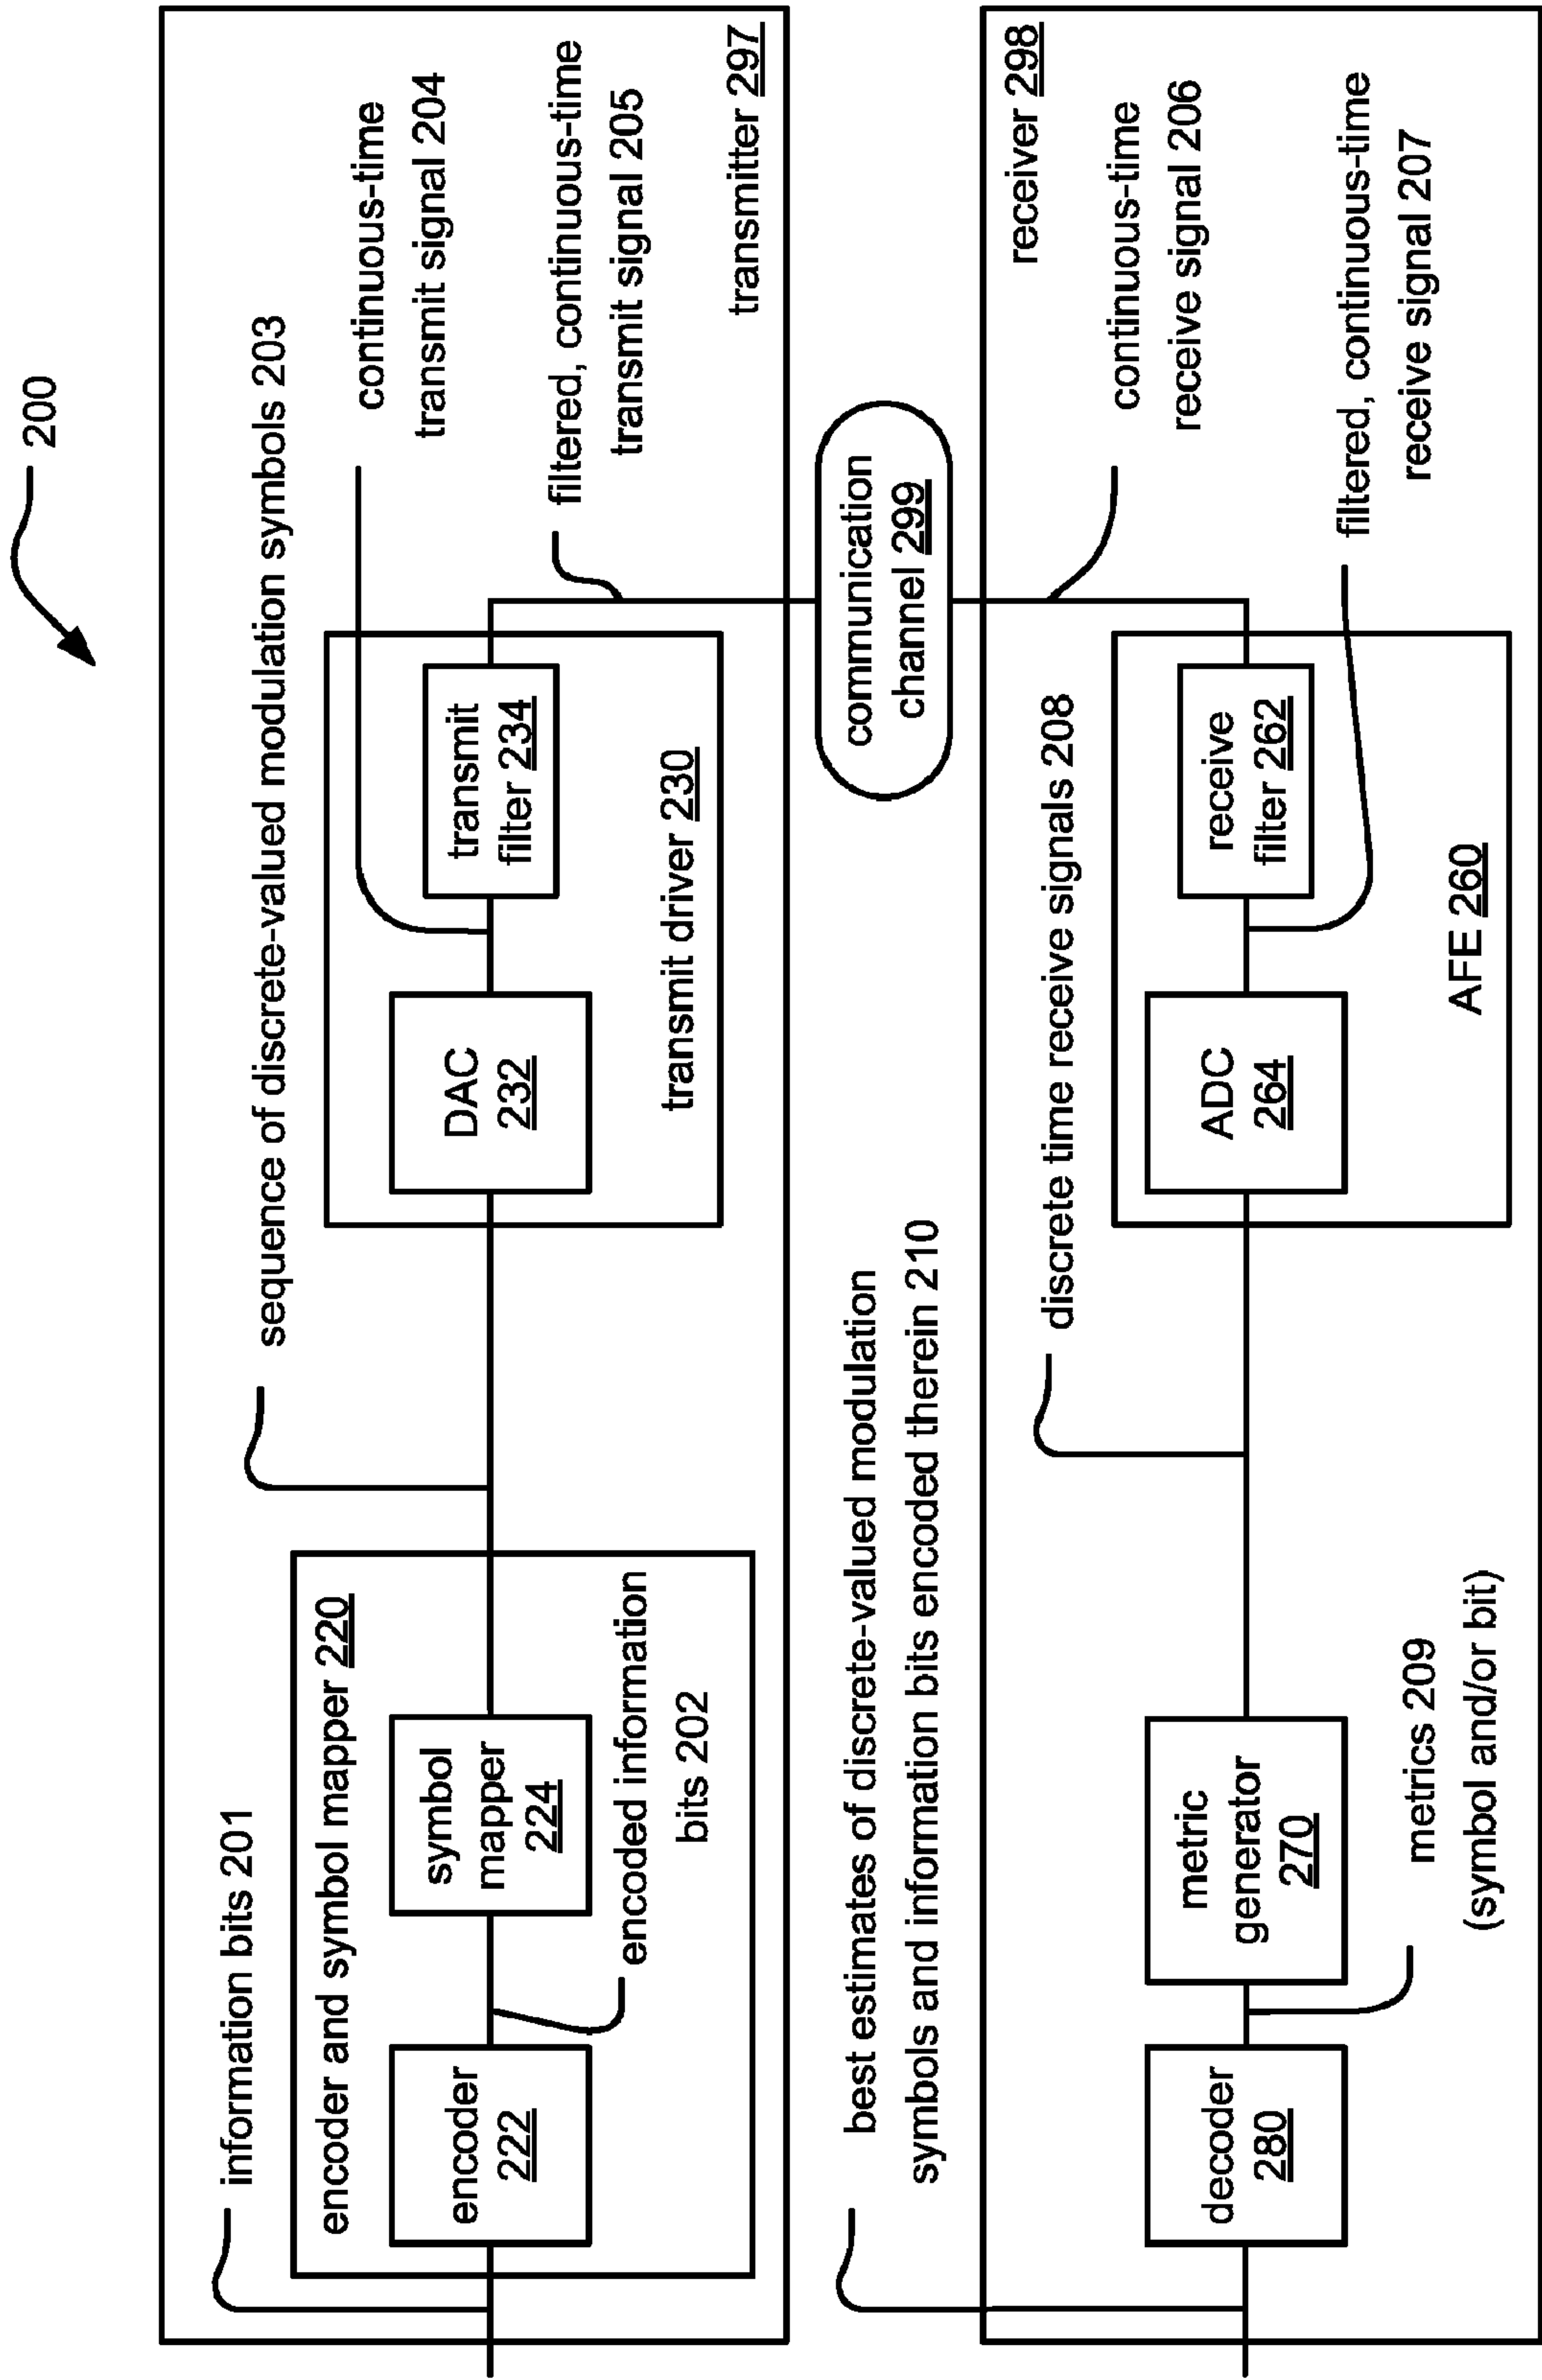 200
information bits 201
sequence of discrete-valued modulation symbols 203
encoder and symbol mapper 220
encoder
222
symbol
mapper
224
encoded information
bits 202
DAC
232
transmit
filter 234
transmit driver 230
continuous-time
transmit signal 204
filtered, continuous-time
transmit signal 205
transmitter 297
communication
channel 299
best estimates of discrete-valued modulation
symbols and information bits encoded therein 210
discrete time receive signals 208
receiver 298
continuous-time
receive signal 206
filtered, continuous-time
receive signal 207
decoder
280
metric
generator
270
metrics 209
(symbol and/or bit)
ADC
264
receive
filter 262
AFE 260